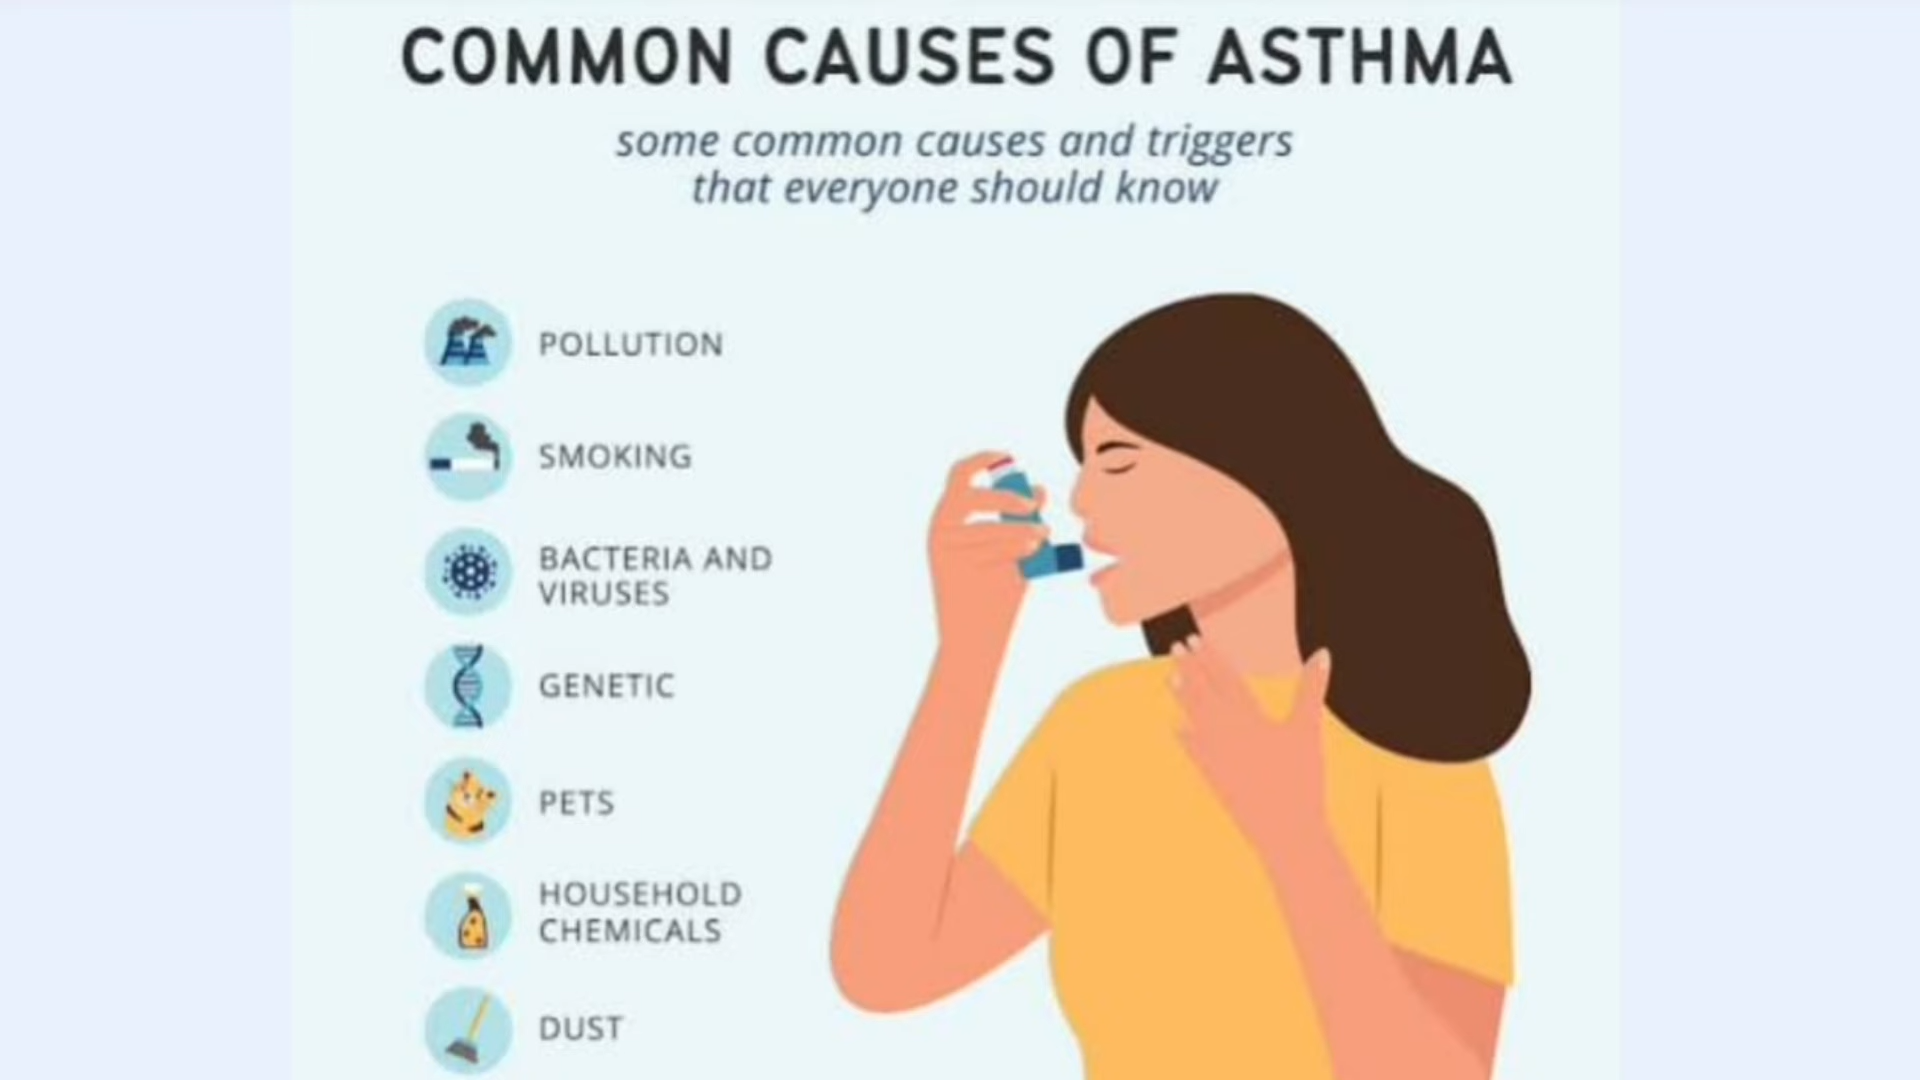 COMMON CAUSES OF ASTHMA
some common causes and triggers
that everyone should know
POLLUTION
SMOKING
BACTERIA AND
VIRUSES
GENETIC
PETS
HOUSEHOLD
CHEMICALS
DUST